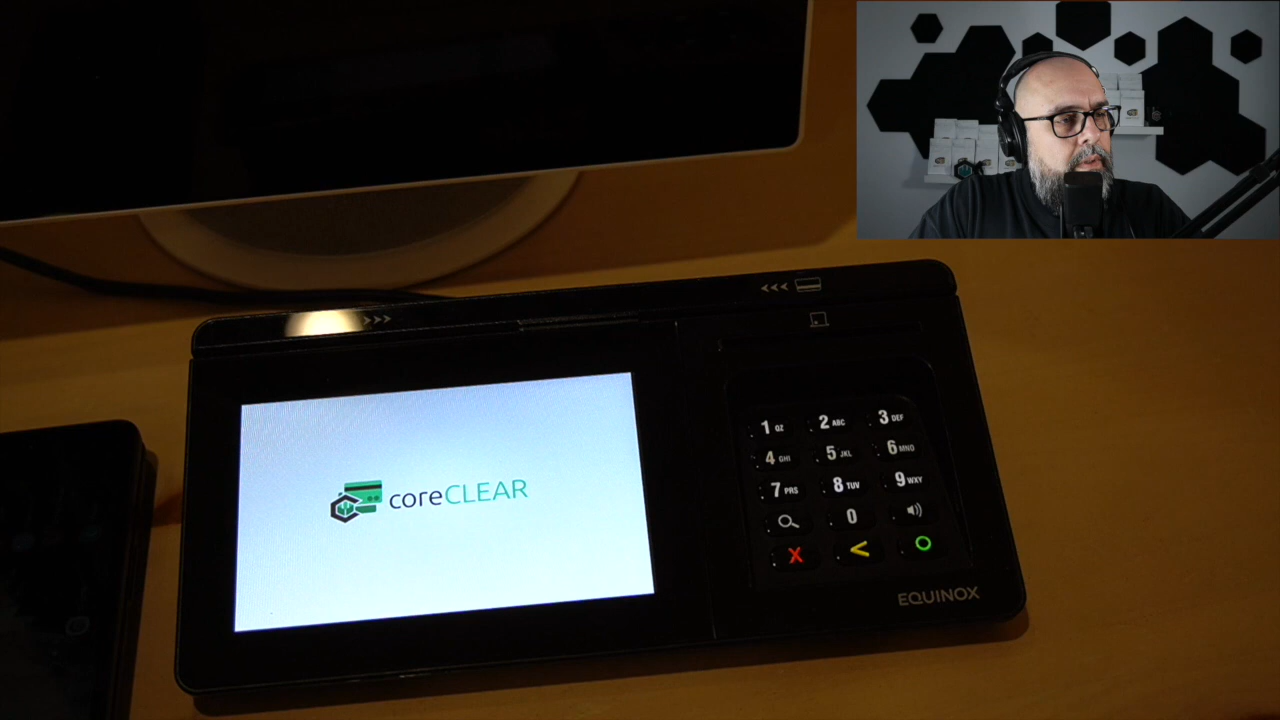 coreCLEAR
1 QZ 2 ABC 3 DEF
4 GHI 5 JKL 6 MNO
7 PRS 8 TUV 9 WXY
0
X <
EQUINOX